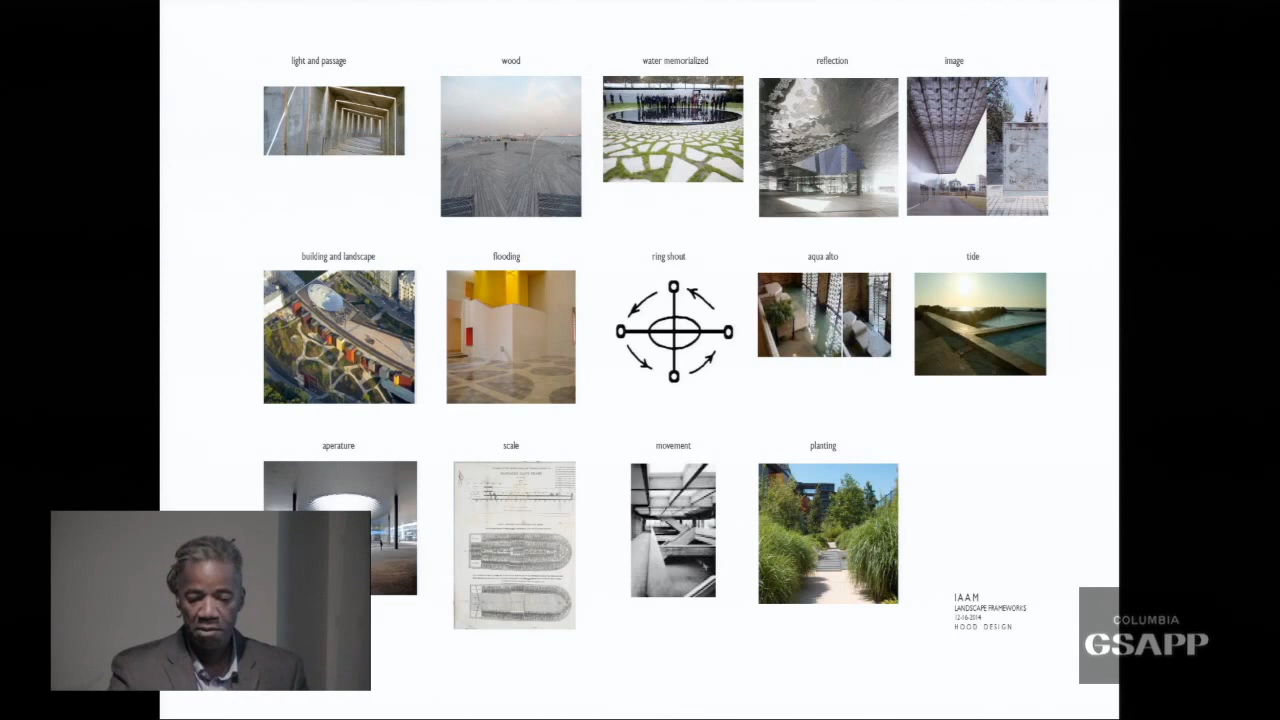 light and passage
wood
water memorialized
reflection
image
building and landscape
flooding
ring shout
aqua alto
tide
aperature
scale
movement
planting
IAAM
LANDSCAPE FRAMEWORKS
12-16-2014
HOOD DESIGN
COLUMBIA
GSAPP